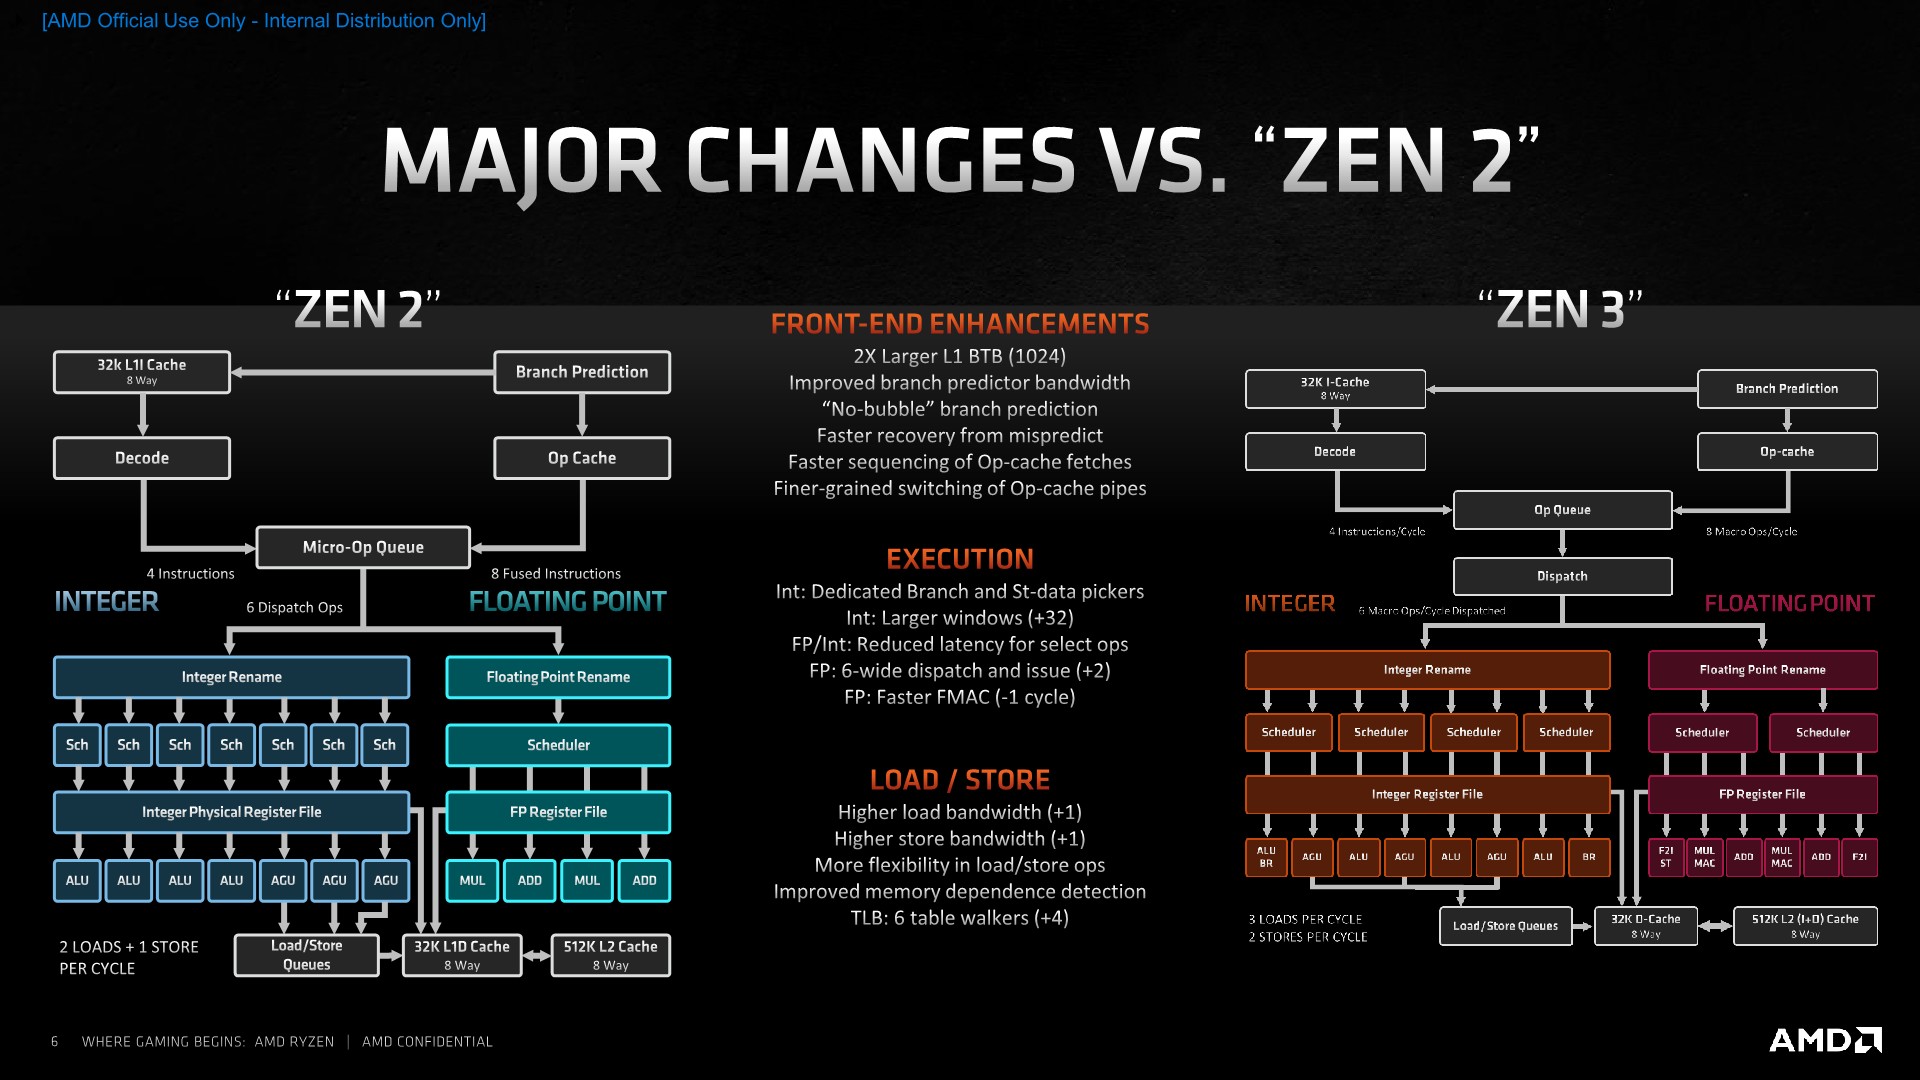 [AMD Official Use Only - Internal Distribution Only]
MAJOR CHANGES VS. “ZEN 2”
“ZEN 2”
32k L1I Cache
8 Way
Branch Prediction
Decode
Op Cache
Micro-Op Queue
4 Instructions
8 Fused Instructions
INTEGER
6 Dispatch Ops
FLOATING POINT
Integer Rename
Floating Point Rename
Sch Sch Sch Sch Sch Sch Sch
Scheduler
Integer Physical Register File
FP Register File
ALU ALU ALU ALU AGU AGU AGU
MUL ADD MUL ADD
2 LOADS + 1 STORE
PER CYCLE
Load/Store
Queues
32K L1D Cache
8 Way
512K L2 Cache
8 Way
FRONT-END ENHANCEMENTS
2X Larger L1 BTB (1024)
Improved branch predictor bandwidth
“No-bubble” branch prediction
Faster recovery from mispredict
Faster sequencing of Op-cache fetches
Finer-grained switching of Op-cache pipes
EXECUTION
Int: Dedicated Branch and St-data pickers
Int: Larger windows (+32)
FP/Int: Reduced latency for select ops
FP: 6-wide dispatch and issue (+2)
FP: Faster FMAC (-1 cycle)
LOAD / STORE
Higher load bandwidth (+1)
Higher store bandwidth (+1)
More flexibility in load/store ops
Improved memory dependence detection
TLB: 6 table walkers (+4)
“ZEN 3”
32K I-Cache
8 Way
Branch Prediction
Decode
Op-cache
Op Queue
4 Instructions/Cycle
8 Macro Ops/Cycle
Dispatch
INTEGER
6 Macro Ops/Cycle Dispatched
FLOATING POINT
Integer Rename
Floating Point Rename
Scheduler Scheduler Scheduler Scheduler
Scheduler Scheduler
Integer Register File
FP Register File
ALU
BR
AGU
ALU
AGU
ALU
AGU
ALU
BR
F2I
ST
MUL
MAC
ADD
MUL
MAC
ADD
F2I
3 LOADS PER CYCLE
2 STORES PER CYCLE
Load/Store Queues
32K D-Cache
8 Way
512K L2 (I+D) Cache
8 Way
6 WHERE GAMING BEGINS: AMD RYZEN | AMD CONFIDENTIAL
AMD